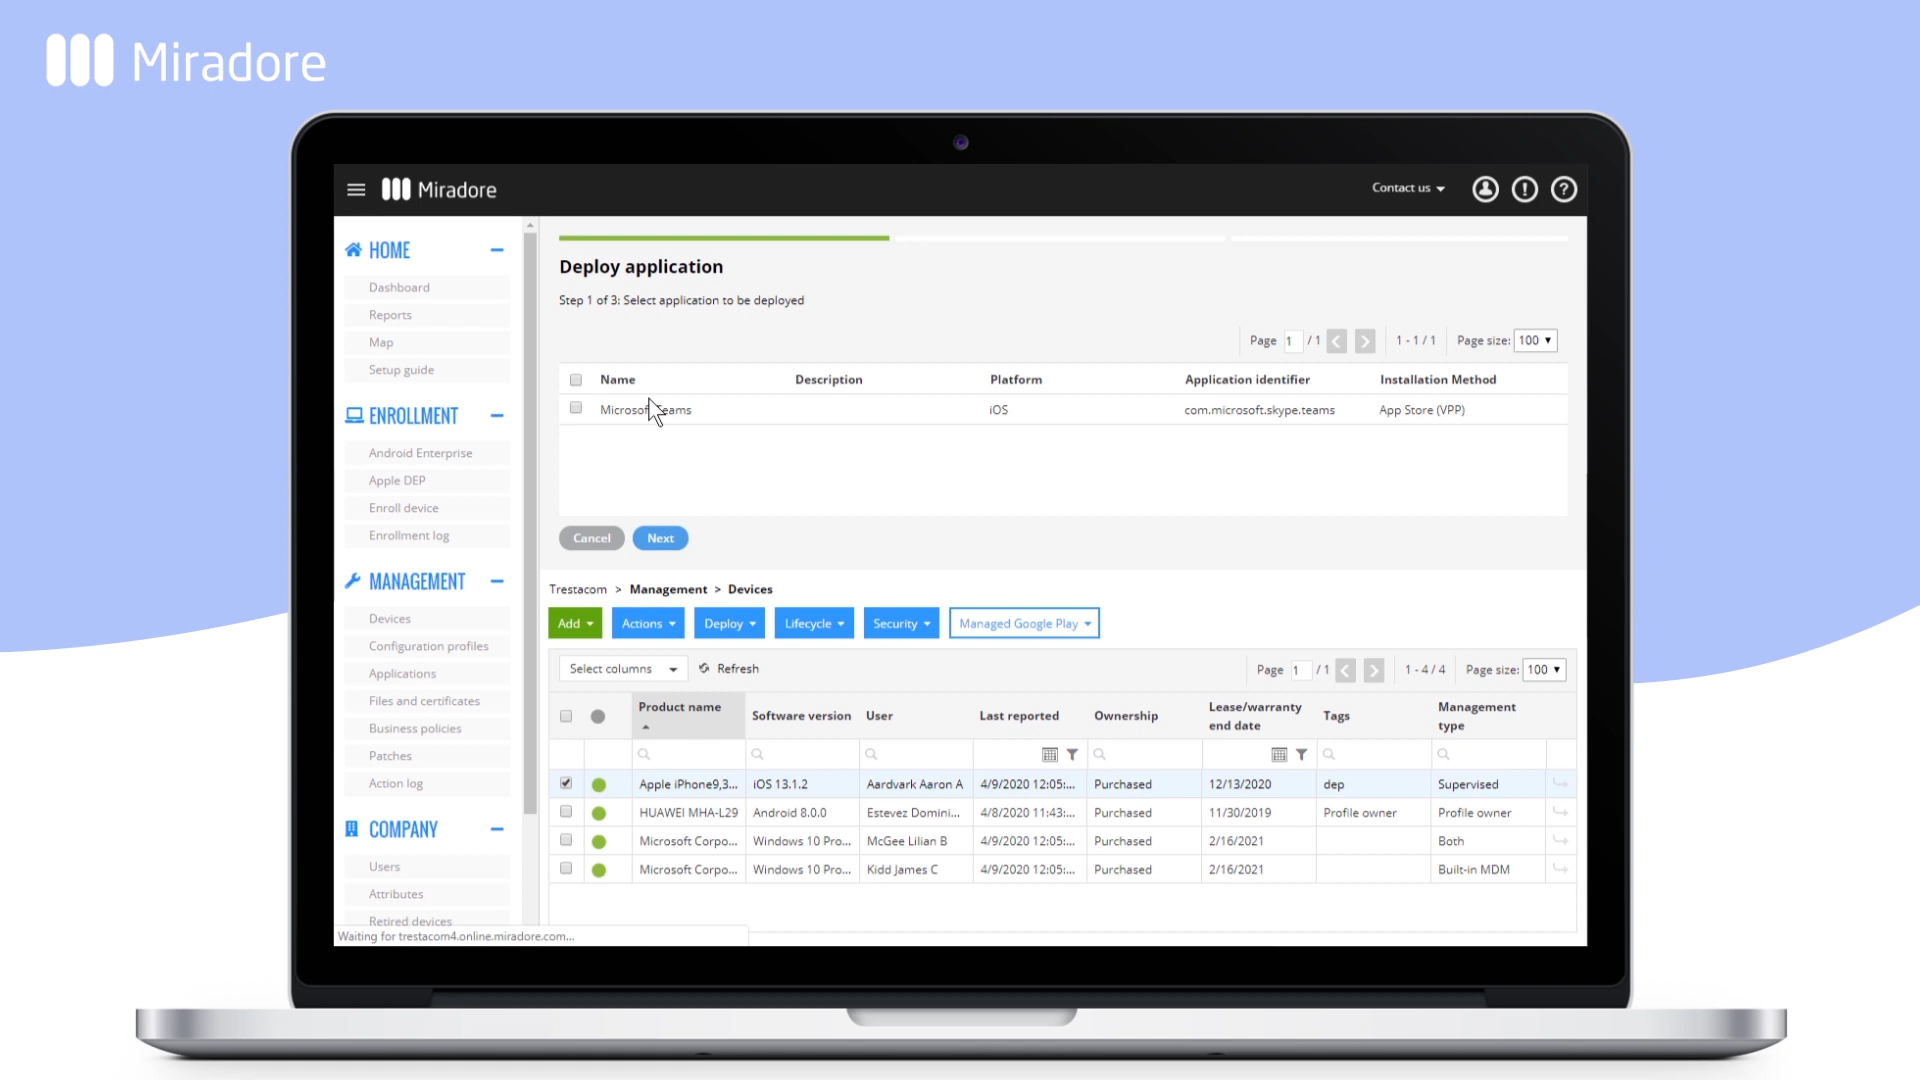 Miradore
Miradore
Contact us
HOME
Dashboard
Reports
Map
Setup guide
ENROLLMENT
Android Enterprise
Apple DEP
Enroll device
Enrollment log
MANAGEMENT
Devices
Configuration profiles
Applications
Files and certificates
Business policies
Patches
Action log
COMPANY
Users
Attributes
Retired devices
Waiting for trestacom4.online.miradore.com...
Deploy application
Step 1 of 3: Select application to be deployed
Page 1 / 1 1 - 1 / 1 Page size: 100
Name Description Platform Application identifier Installation Method
Microsoft Teams iOS com.microsoft.skype.teams App Store (VPP)
Cancel Next
Trestacom > Management > Devices
Add Actions Deploy Lifecycle Security Managed Google Play
Select columns Refresh Page 1 / 1 1 - 4 / 4 Page size: 100
Product name Software version User Last reported Ownership Lease/warranty end date Tags Management type
Apple iPhone9,3... iOS 13.1.2 Aardvark Aaron A 4/9/2020 12:05:... Purchased 12/13/2020 dep Supervised
HUAWEI MHA-L29 Android 8.0.0 Estevez Domini... 4/8/2020 11:43:... Purchased 11/30/2019 Profile owner Profile owner
Microsoft Corpo... Windows 10 Pro... McGee Lilian B 4/9/2020 12:05:... Purchased 2/16/2021 Both
Microsoft Corpo... Windows 10 Pro... Kidd James C 4/9/2020 12:05:... Purchased 2/16/2021 Built-in MDM